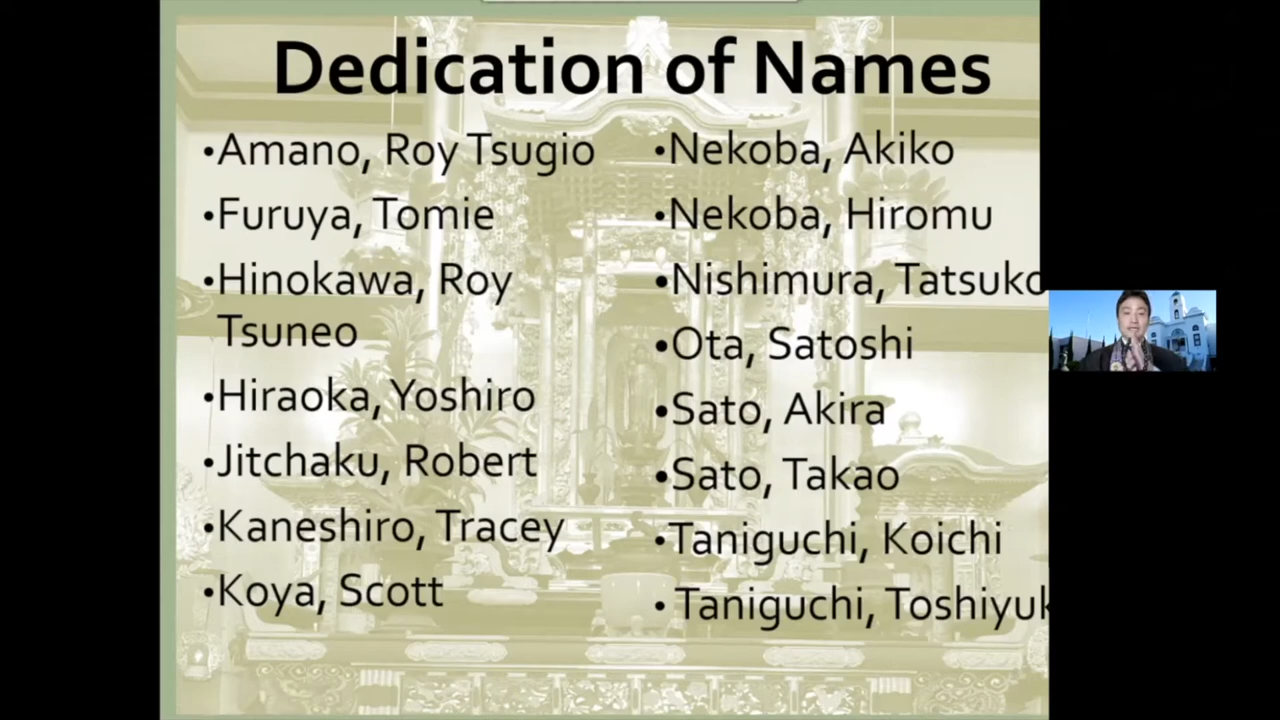 Dedication of Names
•Amano, Roy Tsugio
•Furuya, Tomie
•Hinokawa, Roy
Tsuneo
•Hiraoka, Yoshiro
•Jitchaku, Robert
•Kaneshiro, Tracey
•Koya, Scott
•Nekoba, Akiko
•Nekoba, Hiromu
•Nishimura, Tatsuko
•Ota, Satoshi
•Sato, Akira
•Sato, Takao
•Taniguchi, Koichi
• Taniguchi, Toshiyuk